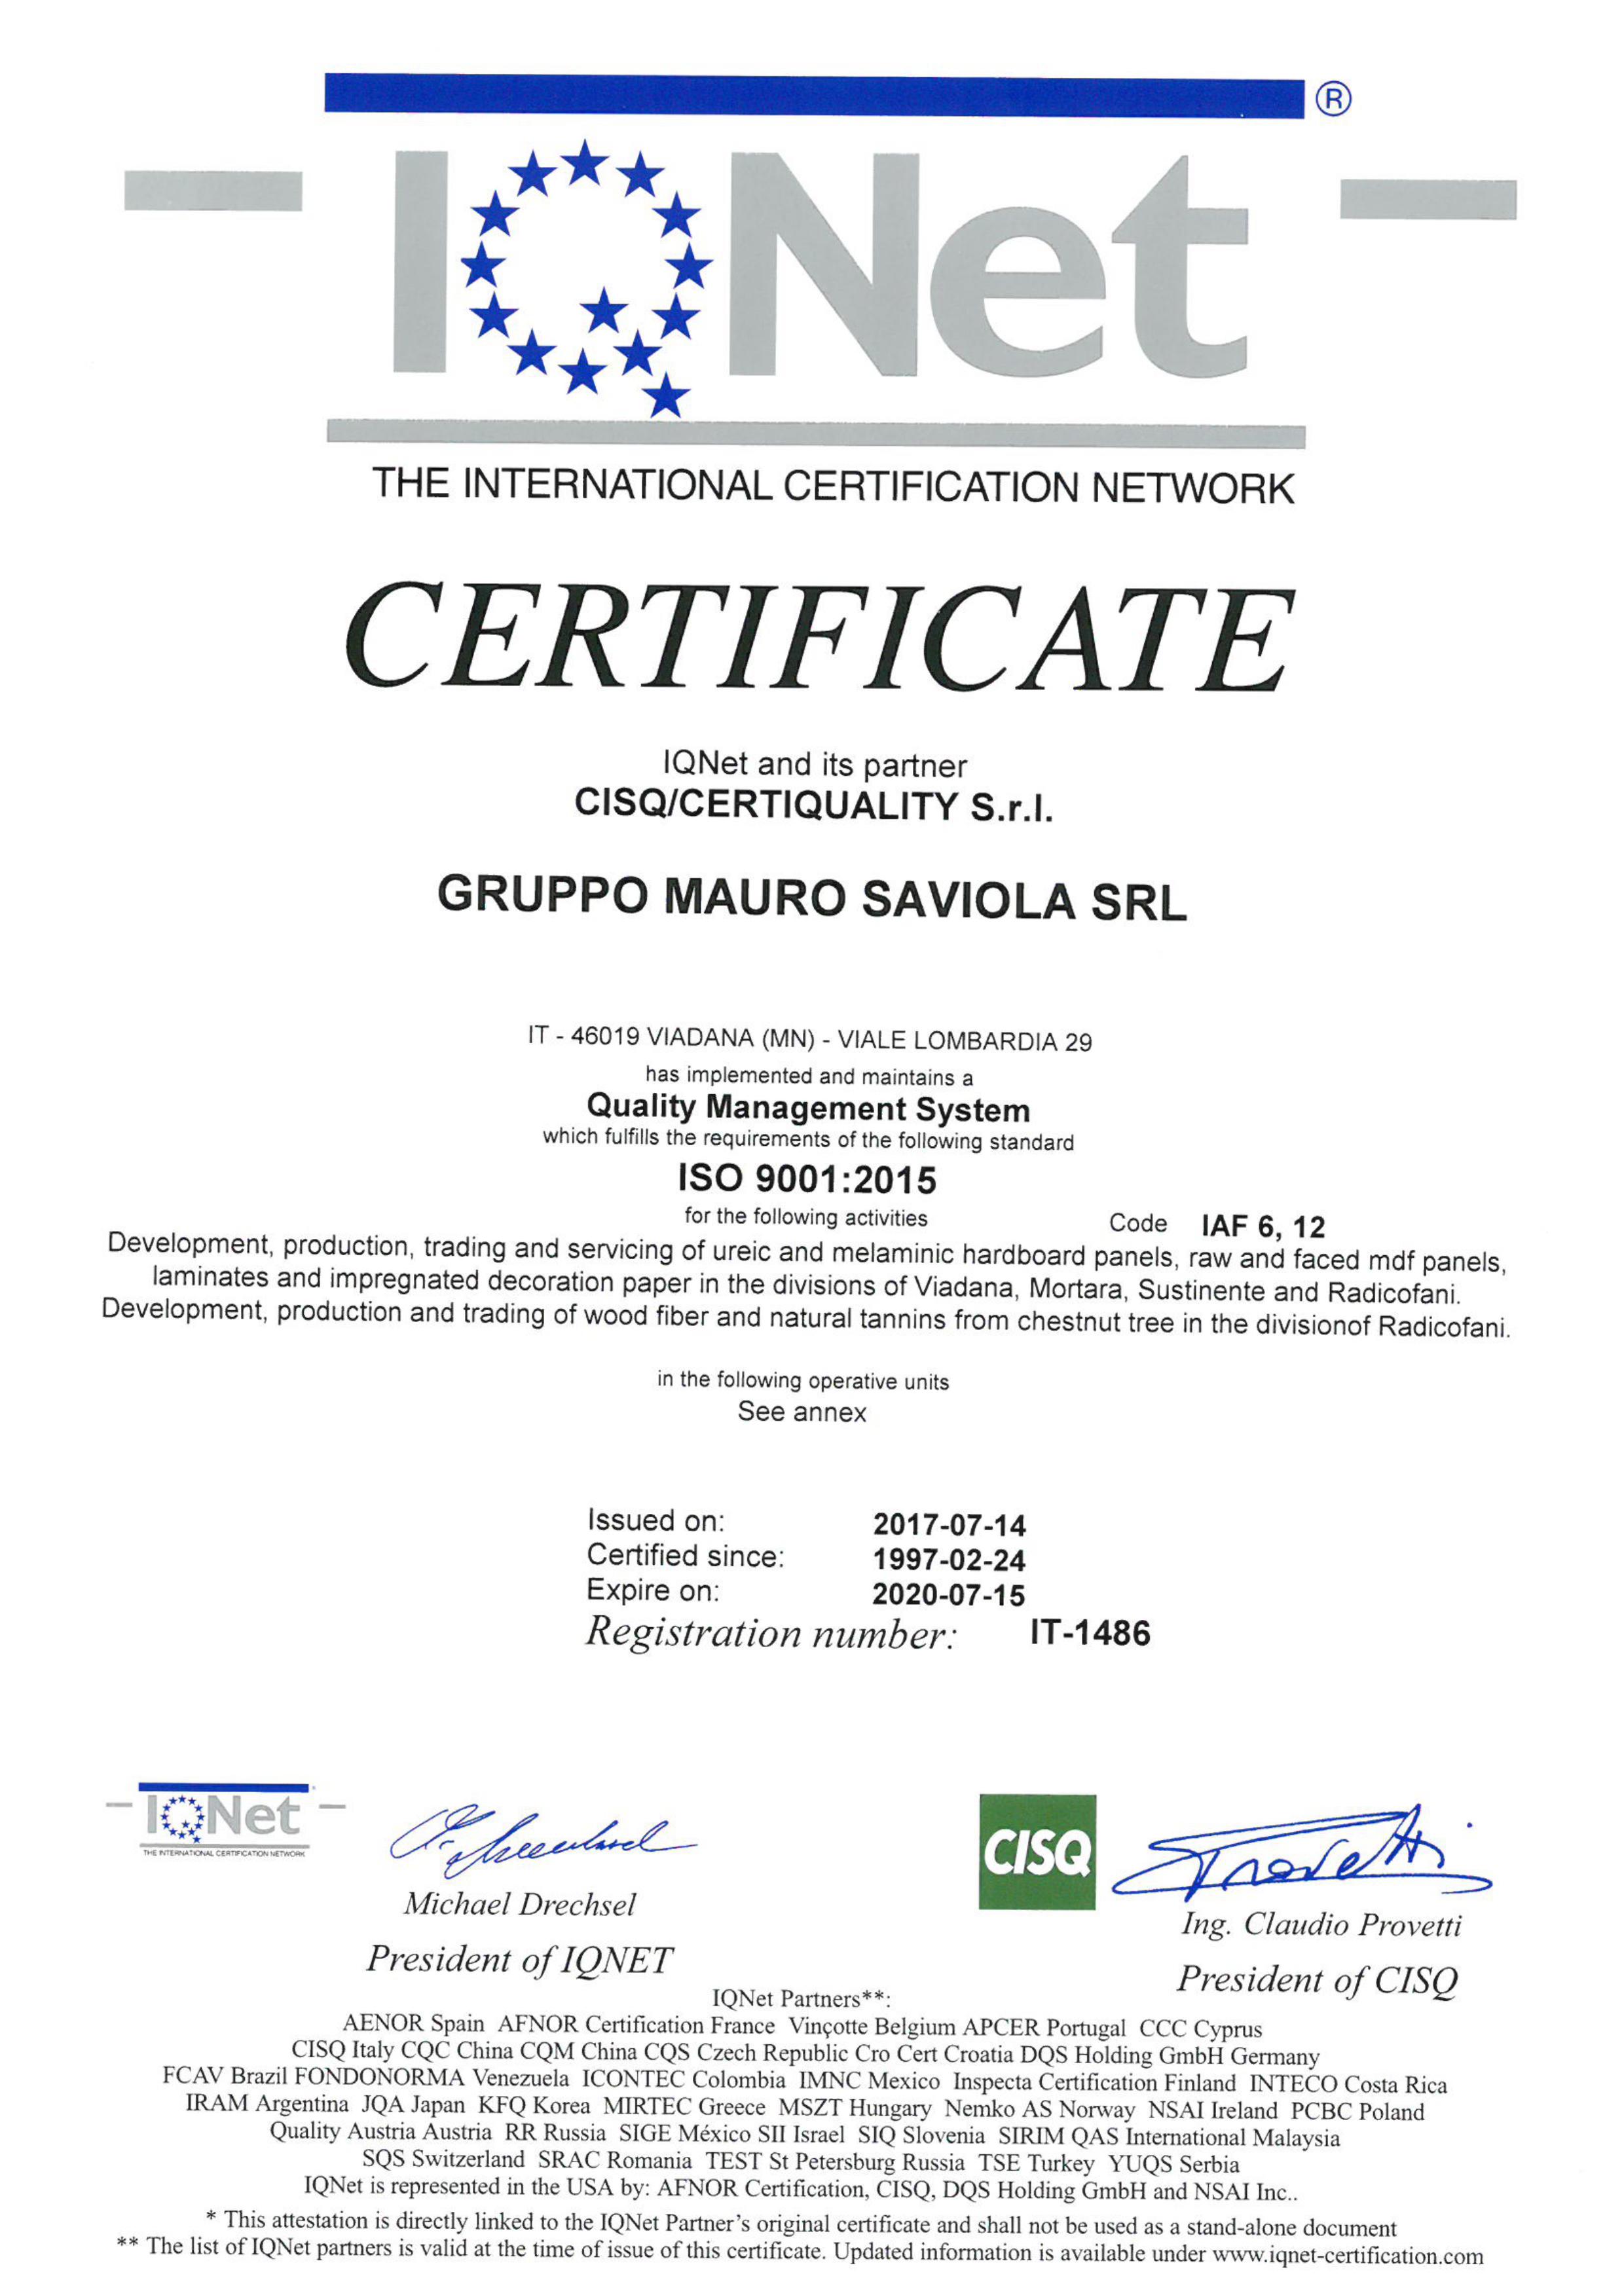 ®
IQNet
THE INTERNATIONAL CERTIFICATION NETWORK
CERTIFICATE
IQNet and its partner
CISQ/CERTIQUALITY S.r.l.
GRUPPO MAURO SAVIOLA SRL
IT - 46019 VIADANA (MN) - VIALE LOMBARDIA 29
has implemented and maintains a
Quality Management System
which fulfills the requirements of the following standard
ISO 9001:2015
for the following activities Code IAF 6, 12
Development, production, trading and servicing of ureic and melaminic hardboard panels, raw and faced mdf panels,
laminates and impregnated decoration paper in the divisions of Viadana, Mortara, Sustinente and Radicofani.
Development, production and trading of wood fiber and natural tannins from chestnut tree in the divisionof Radicofani.
in the following operative units
See annex
Issued on: 2017-07-14
Certified since: 1997-02-24
Expire on: 2020-07-15
Registration number: IT-1486
IQNet
THE INTERNATIONAL CERTIFICATION NETWORK
CISQ
Michael Drechsel
Ing. Claudio Provetti
President of IQNET
President of CISQ
IQNet Partners**:
AENOR Spain AFNOR Certification France Vinçotte Belgium APCER Portugal CCC Cyprus
CISQ Italy CQC China CQM China CQS Czech Republic Cro Cert Croatia DQS Holding GmbH Germany
FCAV Brazil FONDONORMA Venezuela ICONTEC Colombia IMNC Mexico Inspecta Certification Finland INTECO Costa Rica
IRAM Argentina JQA Japan KFQ Korea MIRTEC Greece MSZT Hungary Nemko AS Norway NSAI Ireland PCBC Poland
Quality Austria Austria RR Russia SIGE México SII Israel SIQ Slovenia SIRIM QAS International Malaysia
SQS Switzerland SRAC Romania TEST St Petersburg Russia TSE Turkey YUQS Serbia
IQNet is represented in the USA by: AFNOR Certification, CISQ, DQS Holding GmbH and NSAI Inc..
* This attestation is directly linked to the IQNet Partner's original certificate and shall not be used as a stand-alone document
** The list of IQNet partners is valid at the time of issue of this certificate. Updated information is available under www.iqnet-certification.com